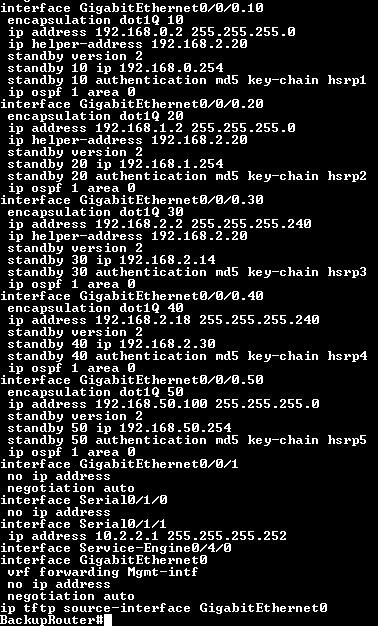 interface GigabitEthernet0/0/0.10
encapsulation dot1Q 10
ip address 192.168.0.2 255.255.255.0
ip helper-address 192.168.2.20
standby version 2
standby 10 ip 192.168.0.254
standby 10 authentication md5 key-chain hsrp1
ip ospf 1 area 0
interface GigabitEthernet0/0/0.20
encapsulation dot1Q 20
ip address 192.168.1.2 255.255.255.0
ip helper-address 192.168.2.20
standby version 2
standby 20 ip 192.168.1.254
standby 20 authentication md5 key-chain hsrp2
ip ospf 1 area 0
interface GigabitEthernet0/0/0.30
encapsulation dot1Q 30
ip address 192.168.2.2 255.255.255.240
ip helper-address 192.168.2.20
standby version 2
standby 30 ip 192.168.2.14
standby 30 authentication md5 key-chain hsrp3
ip ospf 1 area 0
interface GigabitEthernet0/0/0.40
encapsulation dot1Q 40
ip address 192.168.2.18 255.255.255.240
standby version 2
standby 40 ip 192.168.2.30
standby 40 authentication md5 key-chain hsrp4
ip ospf 1 area 0
interface GigabitEthernet0/0/0.50
encapsulation dot1Q 50
ip address 192.168.50.100 255.255.255.0
standby version 2
standby 50 ip 192.168.50.254
standby 50 authentication md5 key-chain hsrp5
ip ospf 1 area 0
interface GigabitEthernet0/0/1
no ip address
negotiation auto
interface Serial0/1/0
no ip address
interface Serial0/1/1
ip address 10.2.2.1 255.255.255.252
interface Service-Engine0/4/0
interface GigabitEthernet0
vrf forwarding Mgmt-intf
no ip address
negotiation auto
ip tftp source-interface GigabitEthernet0
BackupRouter#